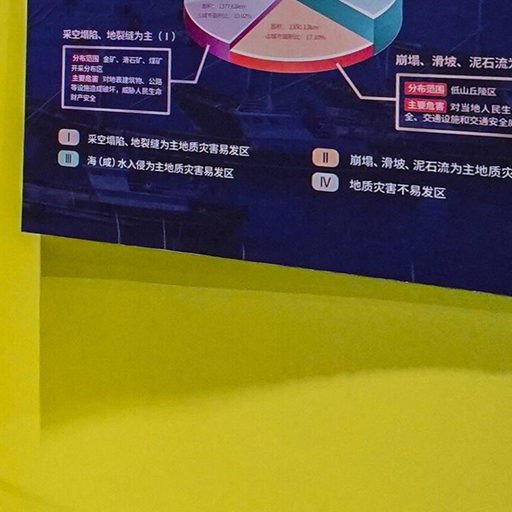 采空塌陷、地裂缝为主（Ⅰ）
分布范围 金矿、滑石矿、煤矿
开采分布区
主要危害 对地表建筑物、公路
等设施造成破坏，威胁人民生命
财产安全
崩塌、滑坡、泥石流为
分布范围 低山丘陵区
主要危害 对当地人民生
全、交通设施和交通安全
Ⅰ 采空塌陷、地裂缝为主地质灾害易发区
Ⅲ 海（咸）水入侵为主地质灾害易发区
Ⅱ 崩塌、滑坡、泥石流为主地质灾
Ⅳ 地质灾害不易发区